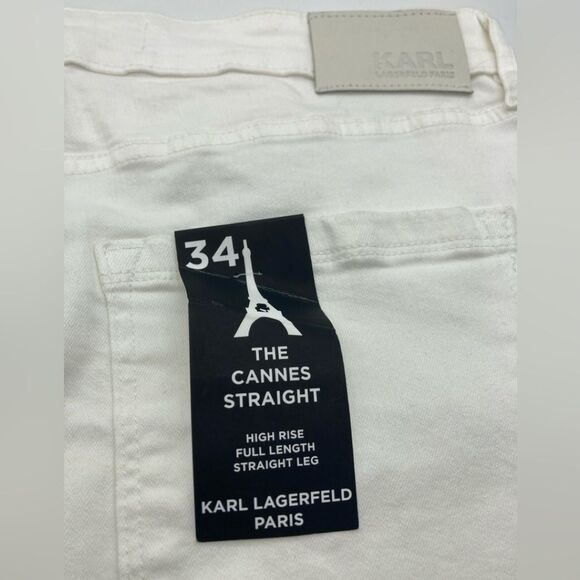 KARL
LAGERFELD PARIS
34
THE
CANNES
STRAIGHT
HIGH RISE
FULL LENGTH
STRAIGHT LEG
KARL LAGERFELD
PARIS